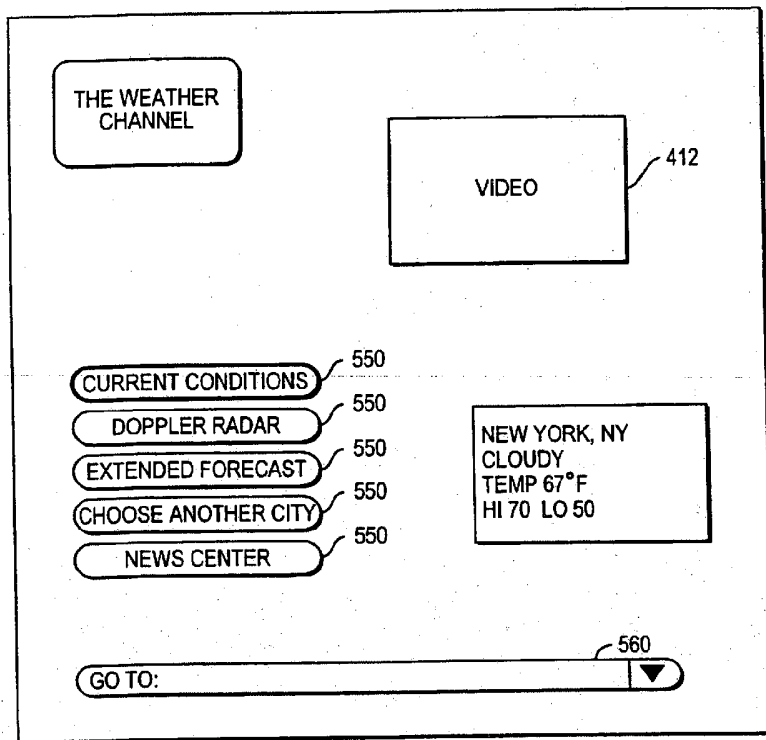 THE WEATHER
CHANNEL
VIDEO
412
CURRENT CONDITIONS
550
DOPPLER RADAR
550
EXTENDED FORECAST
550
CHOOSE ANOTHER CITY
550
NEWS CENTER
550
NEW YORK, NY
CLOUDY
TEMP 67°F
HI 70 LO 50
560
GO TO: